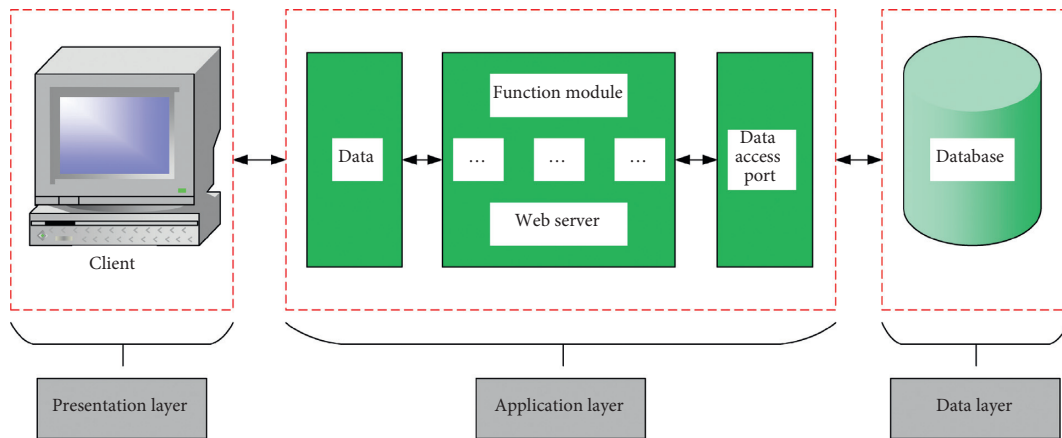 Client
Data
Function module
... ... ...
Web server
Data
access
port
Database
Presentation layer
Application layer
Data layer